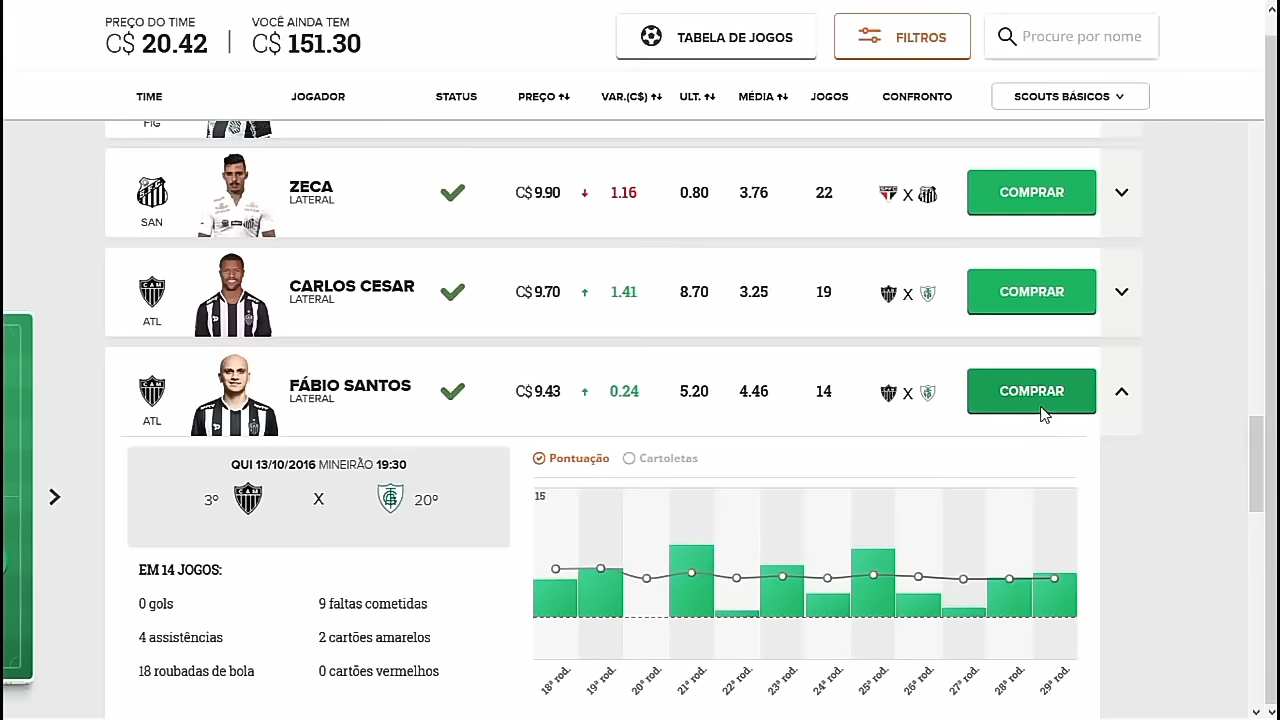 PREÇO DO TIME
C$ 20.42
VOCÊ AINDA TEM
C$ 151.30
TABELA DE JOGOS
FILTROS
Procure por nome
TIME JOGADOR STATUS PREÇO VAR.(C$) ULT. MÉDIA JOGOS CONFRONTO SCOUTS BÁSICOS
FIG
SAN
ZECA
LATERAL
C$ 9.90 1.16 0.80 3.76 22 X COMPRAR
ATL
CARLOS CESAR
LATERAL
C$ 9.70 1.41 8.70 3.25 19 X COMPRAR
ATL
FÁBIO SANTOS
LATERAL
C$ 9.43 0.24 5.20 4.46 14 X COMPRAR
QUI 13/10/2016 MINEIRÃO 19:30
3º CAM X 20º
EM 14 JOGOS:
0 gols
9 faltas cometidas
4 assistências
2 cartões amarelos
18 roubadas de bola
0 cartões vermelhos
Pontuação Cartoletas
15
18ª rod. 19ª rod. 20ª rod. 21ª rod. 22ª rod. 23ª rod. 24ª rod. 25ª rod. 26ª rod. 27ª rod. 28ª rod. 29ª rod.